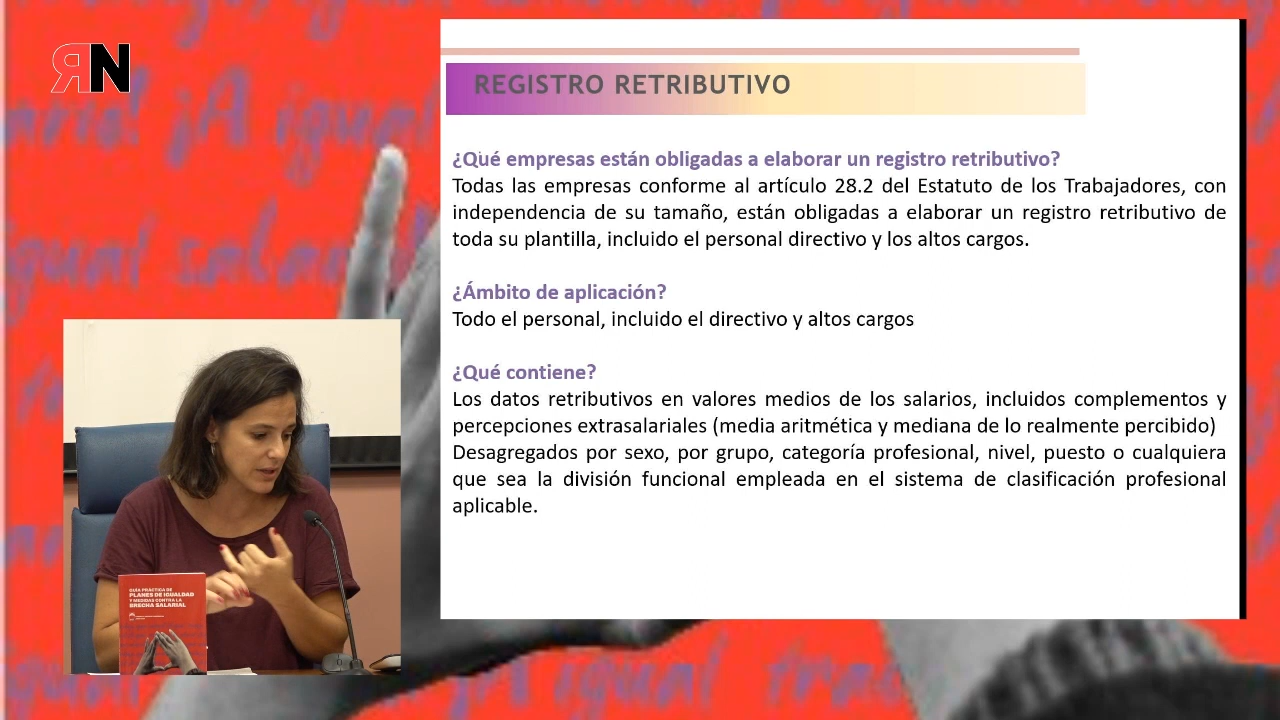 ЯN
REGISTRO RETRIBUTIVO
¿Qué empresas están obligadas a elaborar un registro retributivo?
Todas las empresas conforme al artículo 28.2 del Estatuto de los Trabajadores, con
independencia de su tamaño, están obligadas a elaborar un registro retributivo de
toda su plantilla, incluido el personal directivo y los altos cargos.
¿Ámbito de aplicación?
Todo el personal, incluido el directivo y altos cargos
¿Qué contiene?
Los datos retributivos en valores medios de los salarios, incluidos complementos y
percepciones extrasalariales (media aritmética y mediana de lo realmente percibido)
Desagregados por sexo, por grupo, categoría profesional, nivel, puesto o cualquiera
que sea la división funcional empleada en el sistema de clasificación profesional
aplicable.
GUÍA PRÁCTICA DE
PLANES DE IGUALDAD
Y MEDIDAS CONTRA LA
BRECHA SALARIAL
¡A igual
gual sala
igual
¡A igual tra